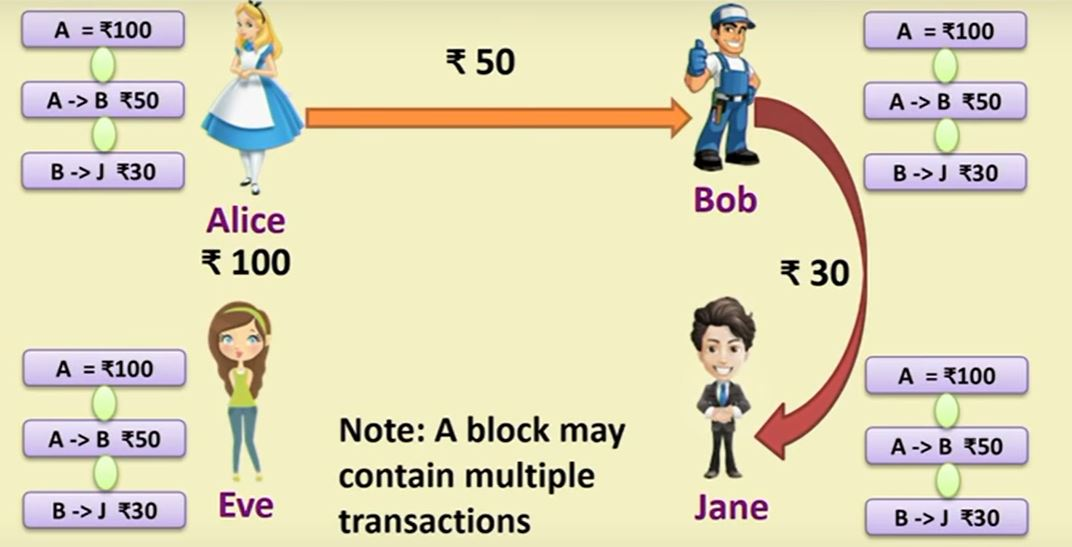 A = ₹100
A -> B ₹50
B -> J ₹30
Alice
₹ 100
₹ 50
Bob
A = ₹100
A -> B ₹50
B -> J ₹30
₹ 30
A = ₹100
A -> B ₹50
B -> J ₹30
Eve
Note: A block may
contain multiple
transactions
Jane
A = ₹100
A -> B ₹50
B -> J ₹30